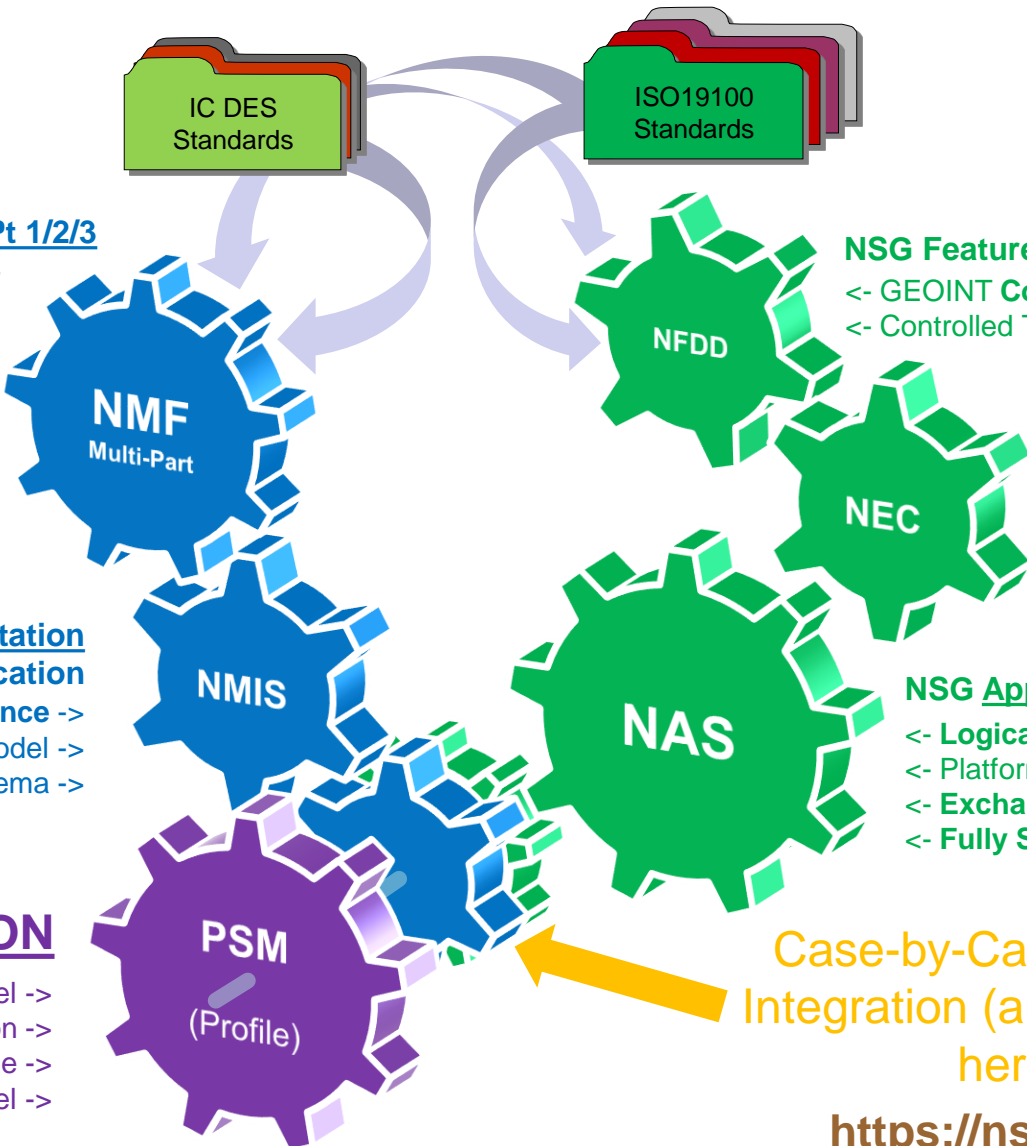 IC DES
Standards
ISO19100
Standards
Pt 1/2/3
NSG Feature
<- GEOINT
<- Controlled
NFDD
NMF
Multi-Part
NEC
tation
cation
nce ->
odel ->
ema ->
NMIS
NAS
NSG App
<- Logica
<- Platfor
<- Excha
<- Fully S
ON
el ->
on ->
e ->
el ->
PSM
(Profile)
Case-by-Ca
Integration (a
her
https://ns